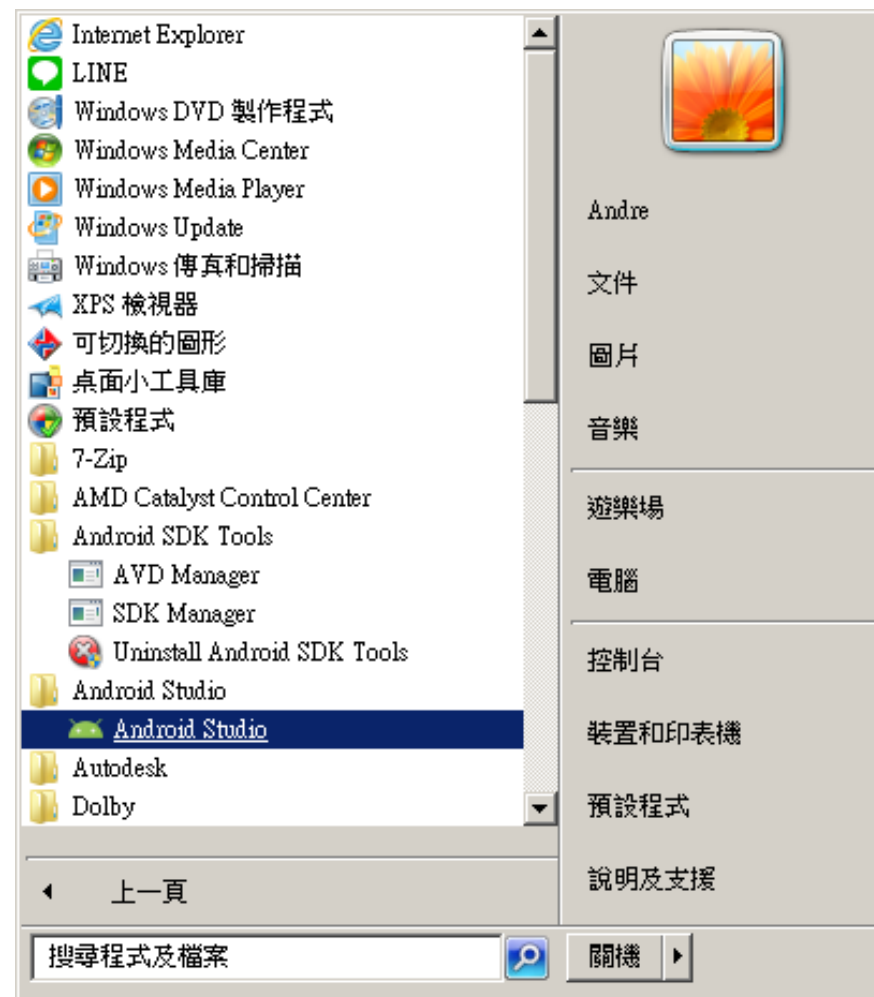 Internet Explorer
LINE
Windows DVD 製作程式
Windows Media Center
Windows Media Player
Windows Update
Windows 傳真和掃描
XPS 檢視器
可切換的圖形
桌面小工具庫
預設程式
7-Zip
AMD Catalyst Control Center
Android SDK Tools
AVD Manager
SDK Manager
Uninstall Android SDK Tools
Android Studio
Android Studio
Autodesk
Dolby
上一頁
搜尋程式及檔案
Andre
文件
圖片
音樂
遊樂場
電腦
控制台
裝置和印表機
預設程式
說明及支援
關機